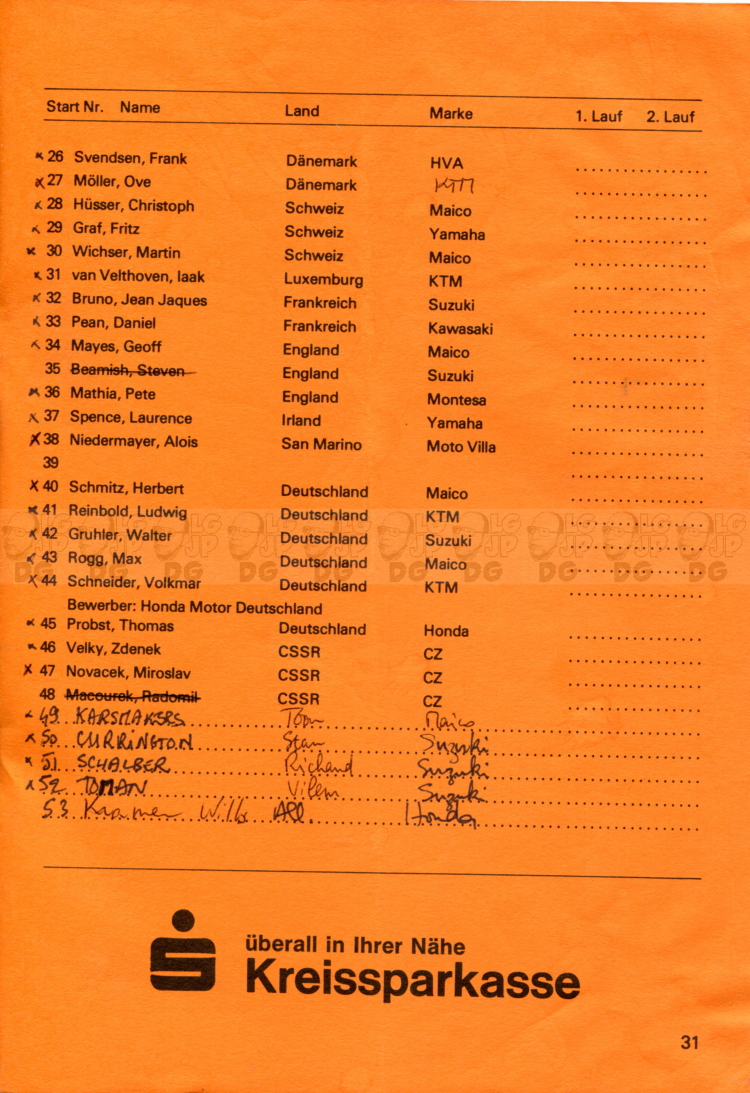 Start Nr. Name Land Marke 1. Lauf 2. Lauf
x 26 Svendsen, Frank Dänemark HVA
x 27 Möller, Ove Dänemark KTM
x 28 Hüsser, Christoph Schweiz Maico
x 29 Graf, Fritz Schweiz Yamaha
x 30 Wichser, Martin Schweiz Maico
x 31 van Velthoven, Iaak Luxemburg KTM
x 32 Bruno, Jean Jaques Frankreich Suzuki
x 33 Pean, Daniel Frankreich Kawasaki
x 34 Mayes, Geoff England Maico
35 Beamish, Steven England Suzuki
x 36 Mathia, Pete England Montesa
x 37 Spence, Laurence Irland Yamaha
x 38 Niedermayer, Alois San Marino Moto Villa
39
x 40 Schmitz, Herbert Deutschland Maico
x 41 Reinbold, Ludwig Deutschland KTM
x 42 Gruhler, Walter Deutschland Suzuki
x 43 Rogg, Max Deutschland Maico
x 44 Schneider, Volkmar Deutschland KTM
Bewerber: Honda Motor Deutschland
x 45 Probst, Thomas Deutschland Honda
x 46 Velky, Zdenek CSSR CZ
x 47 Novacek, Miroslav CSSR CZ
48 Macourek, Radomil CSSR CZ
x 49 KARSMAKERS Toon Maico
x 50 CURRINGTON Stan Suzuki
x 51 SCHALBER Richard Suzuki
x 52 TOMAN Vilem Suzuki
53 Kramer Willy Honda
überall in Ihrer Nähe
Kreissparkasse
31